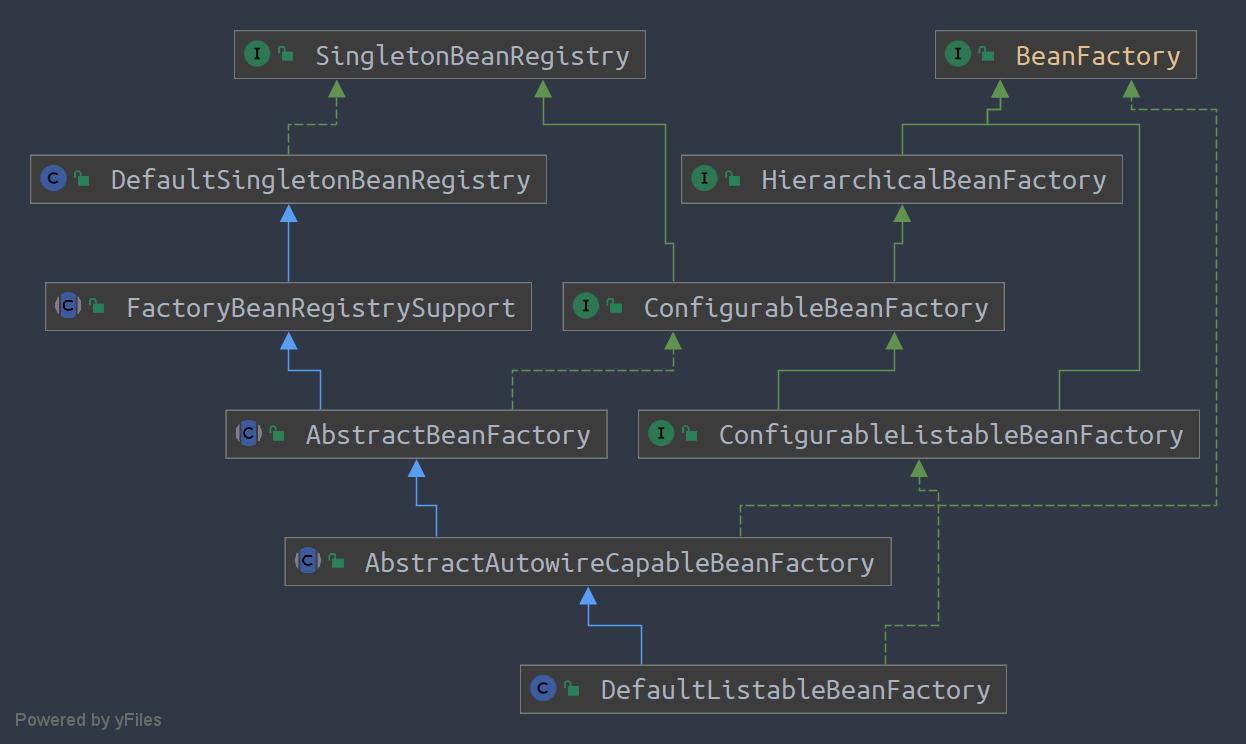 I SingletonBeanRegistry
I BeanFactory
C DefaultSingletonBeanRegistry
I HierarchicalBeanFactory
C FactoryBeanRegistrySupport
I ConfigurableBeanFactory
C AbstractBeanFactory
I ConfigurableListableBeanFactory
C AbstractAutowireCapableBeanFactory
C DefaultListableBeanFactory
Powered by yFiles